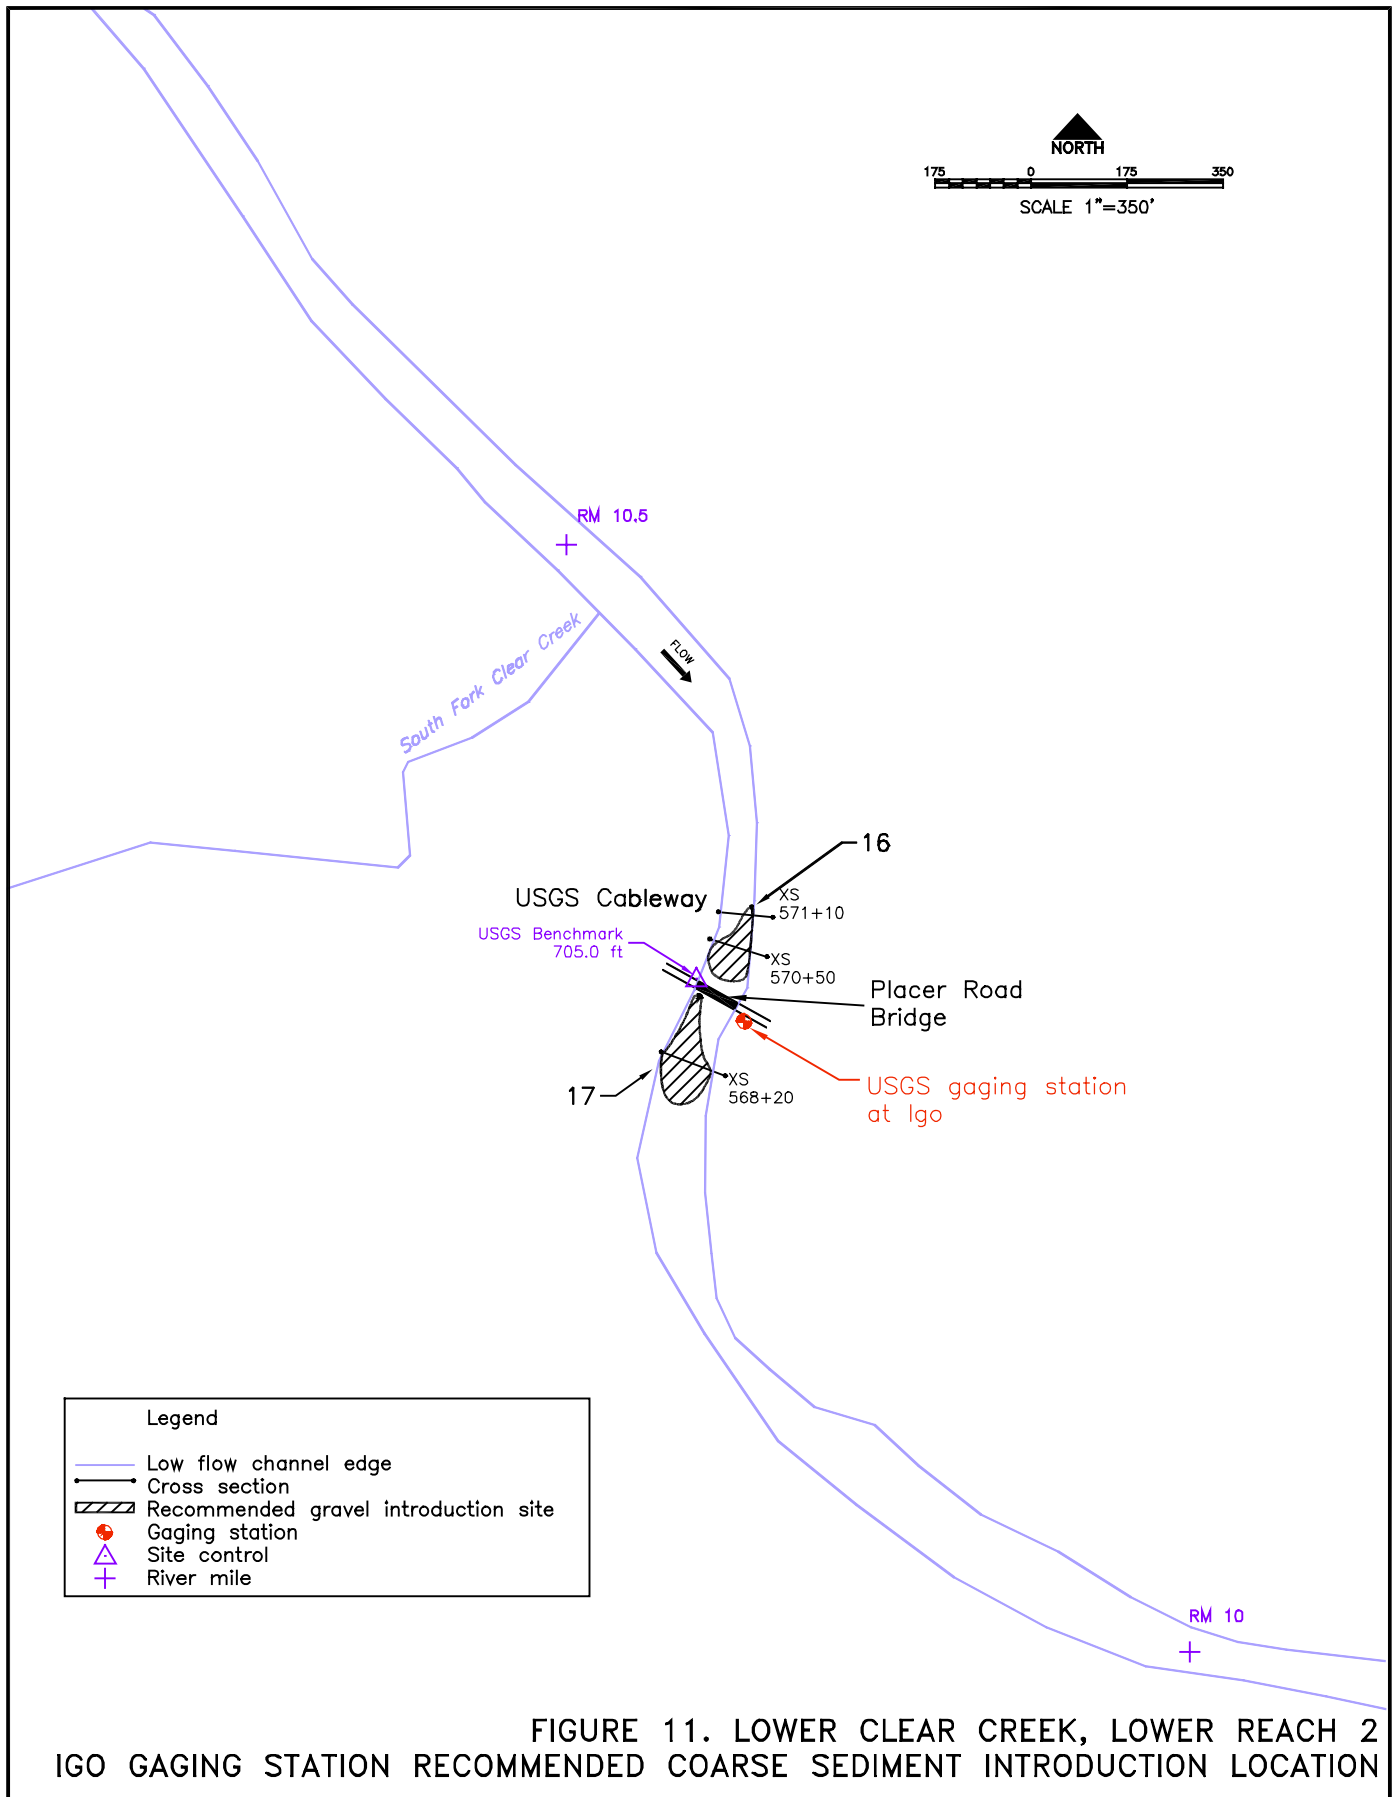 NORTH
175 0 175 350
SCALE 1"=350'
RM 10.5
South Fork Clear Creek
FLOW
16
USGS Cableway
XS
571+10
USGS Benchmark
705.0 ft
XS
570+50
Placer Road
Bridge
17
XS
568+20
USGS gaging station
at Igo
Legend
Low flow channel edge
Cross section
Recommended gravel introduction site
Gaging station
Site control
River mile
RM 10
FIGURE 11. LOWER CLEAR CREEK, LOWER REACH 2
IGO GAGING STATION RECOMMENDED COARSE SEDIMENT INTRODUCTION LOCATION